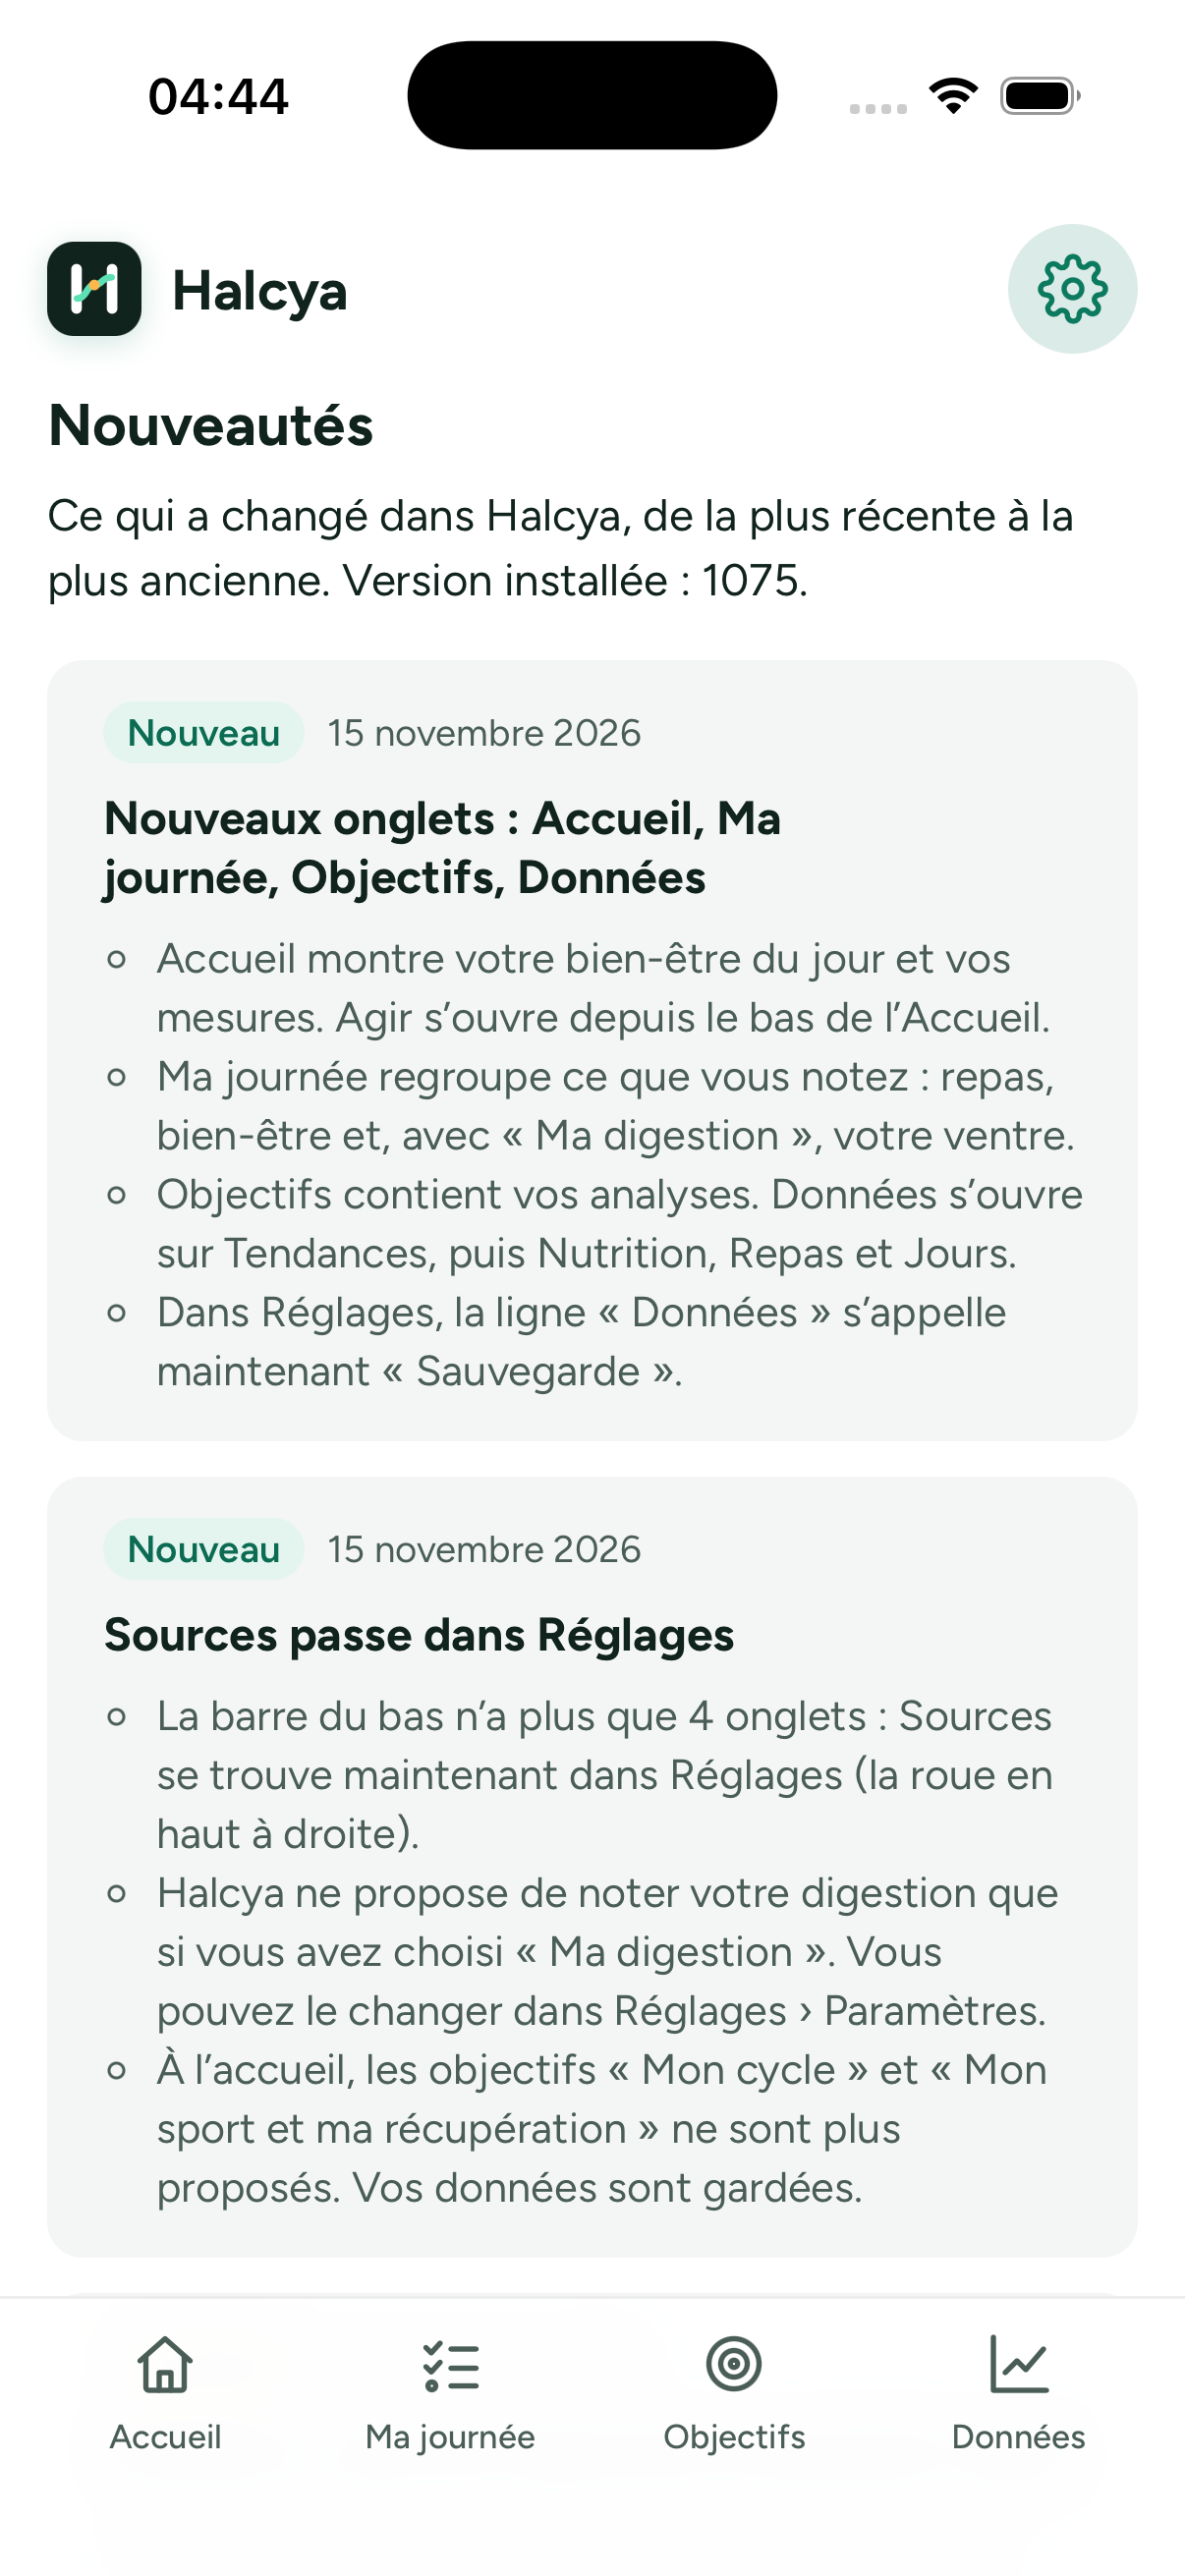 04:44
Halcya
Nouveautés
Ce qui a changé dans Halcya, de la plus récente à la
plus ancienne. Version installée : 1075.
Nouveau 15 novembre 2026
Nouveaux onglets : Accueil, Ma
journée, Objectifs, Données
Accueil montre votre bien-être du jour et vos
mesures. Agir s’ouvre depuis le bas de l’Accueil.
Ma journée regroupe ce que vous notez : repas,
bien-être et, avec « Ma digestion », votre ventre.
Objectifs contient vos analyses. Données s’ouvre
sur Tendances, puis Nutrition, Repas et Jours.
Dans Réglages, la ligne « Données » s’appelle
maintenant « Sauvegarde ».
Nouveau 15 novembre 2026
Sources passe dans Réglages
La barre du bas n’a plus que 4 onglets : Sources
se trouve maintenant dans Réglages (la roue en
haut à droite).
Halcya ne propose de noter votre digestion que
si vous avez choisi « Ma digestion ». Vous
pouvez le changer dans Réglages › Paramètres.
À l’accueil, les objectifs « Mon cycle » et « Mon
sport et ma récupération » ne sont plus
proposés. Vos données sont gardées.
Accueil Ma journée Objectifs Données